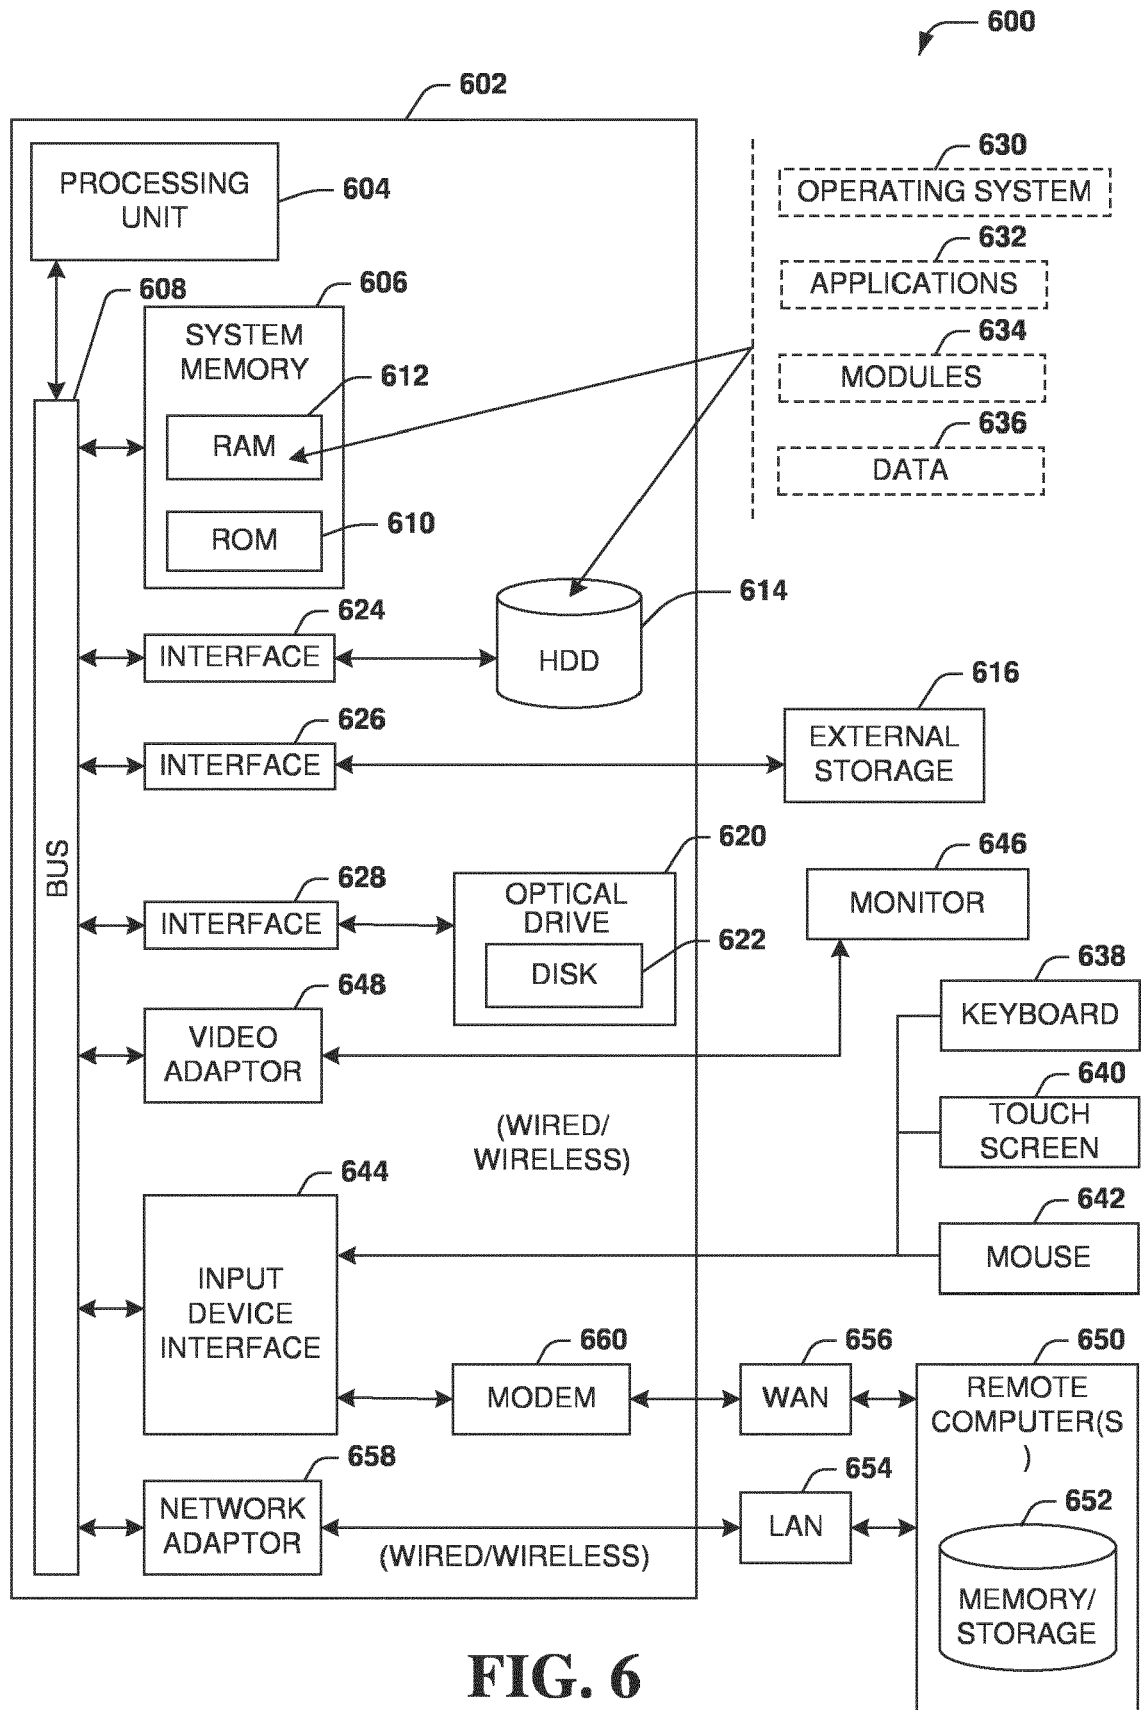 600
602
PROCESSING
UNIT
604
630
OPERATING SYSTEM
632
APPLICATIONS
634
MODULES
636
DATA
608
606
SYSTEM
MEMORY
612
RAM
610
ROM
614
HDD
624
INTERFACE
616
EXTERNAL
STORAGE
626
INTERFACE
BUS
620
OPTICAL
DRIVE
622
DISK
628
INTERFACE
646
MONITOR
648
VIDEO
ADAPTOR
638
KEYBOARD
640
TOUCH
SCREEN
642
MOUSE
(WIRED/
WIRELESS)
644
INPUT
DEVICE
INTERFACE
660
MODEM
656
WAN
650
REMOTE
COMPUTER(S
)
658
NETWORK
ADAPTOR
(WIRED/WIRELESS)
654
LAN
652
MEMORY/
STORAGE
FIG. 6